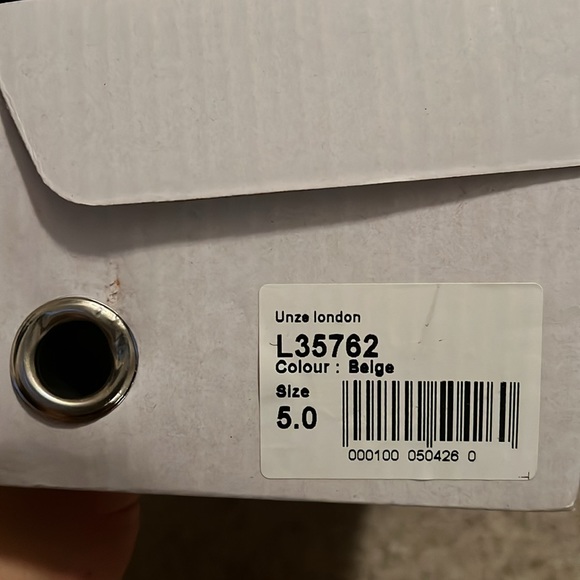 Unze london
L35762
Colour : Beige
Size
5.0
000100 050426 0